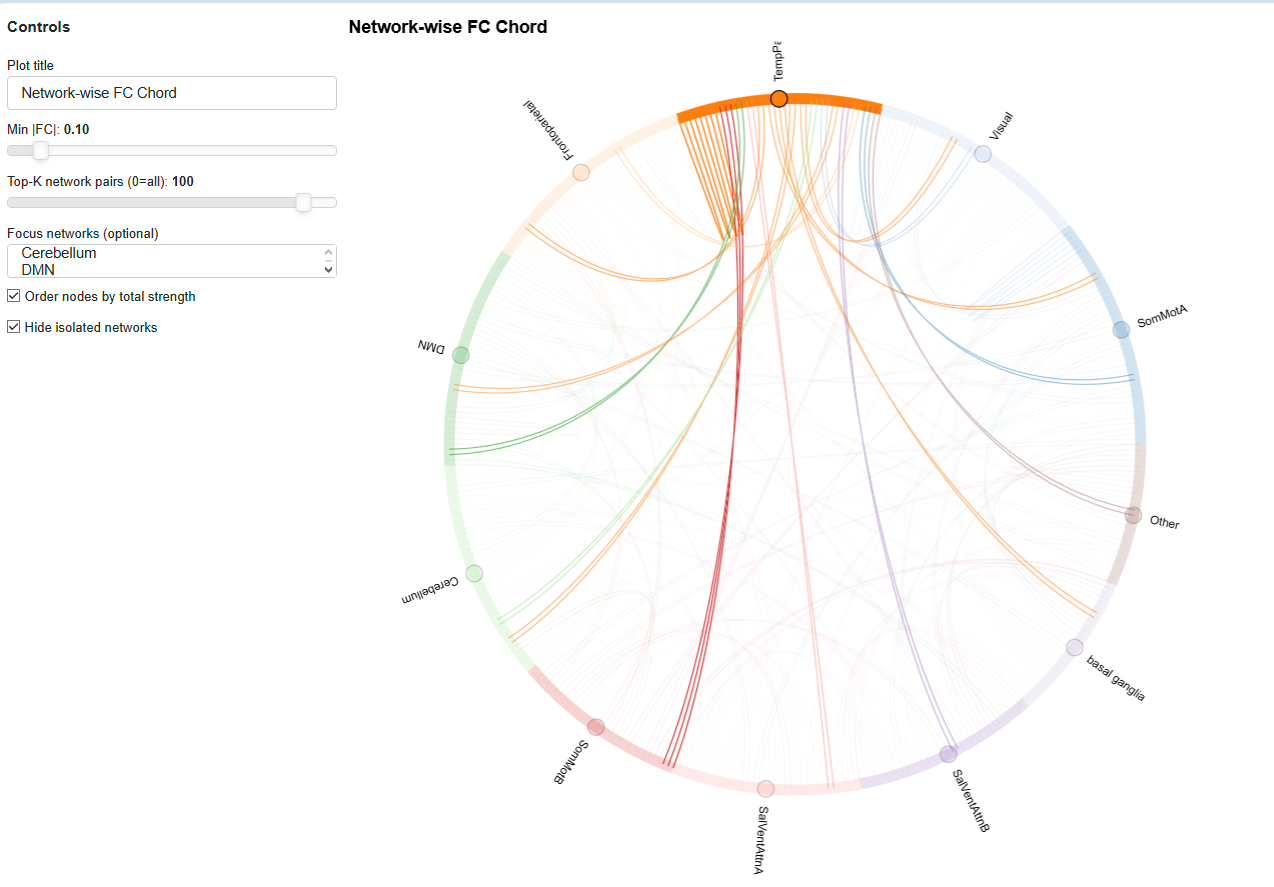 Controls
Network-wise FC Chord
Plot title
Network-wise FC Chord
Min |FC|: 0.10
Top-K network pairs (0=all): 100
Focus networks (optional)
Cerebellum
DMN
Order nodes by total strength
Hide isolated networks
Visual
Frontoparietal
SomMotA
DMN
Other
Cerebellum
basal ganglia
SomMotB
SalVentAttnB
SalVentAttnA